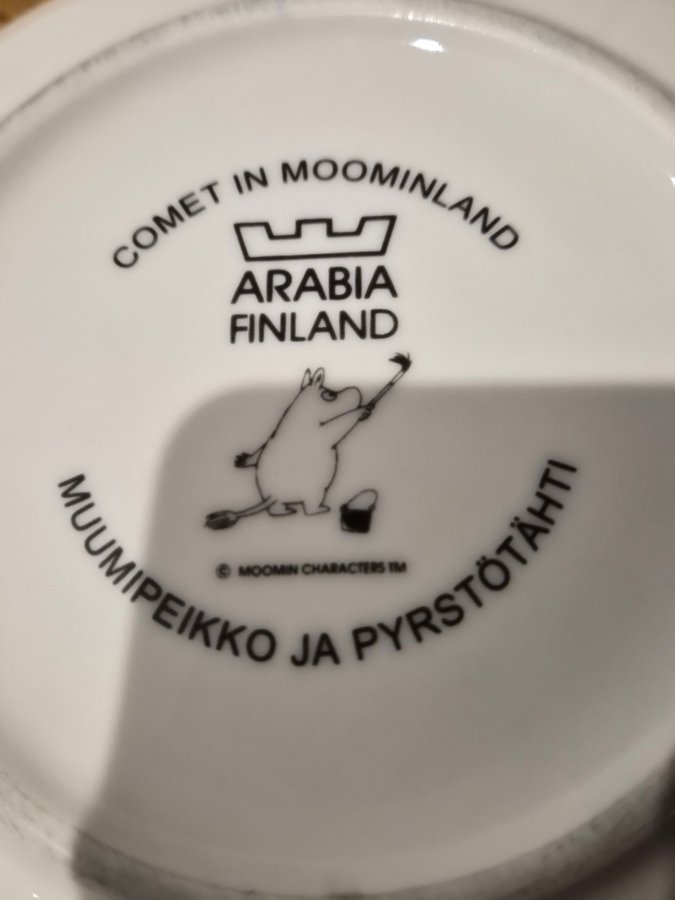 COMET IN MOOMINLAND
ARABIA
FINLAND
© MOOMIN CHARACTERS TM
MUUMIPEIKKO JA PYRSTÖTÄHTI